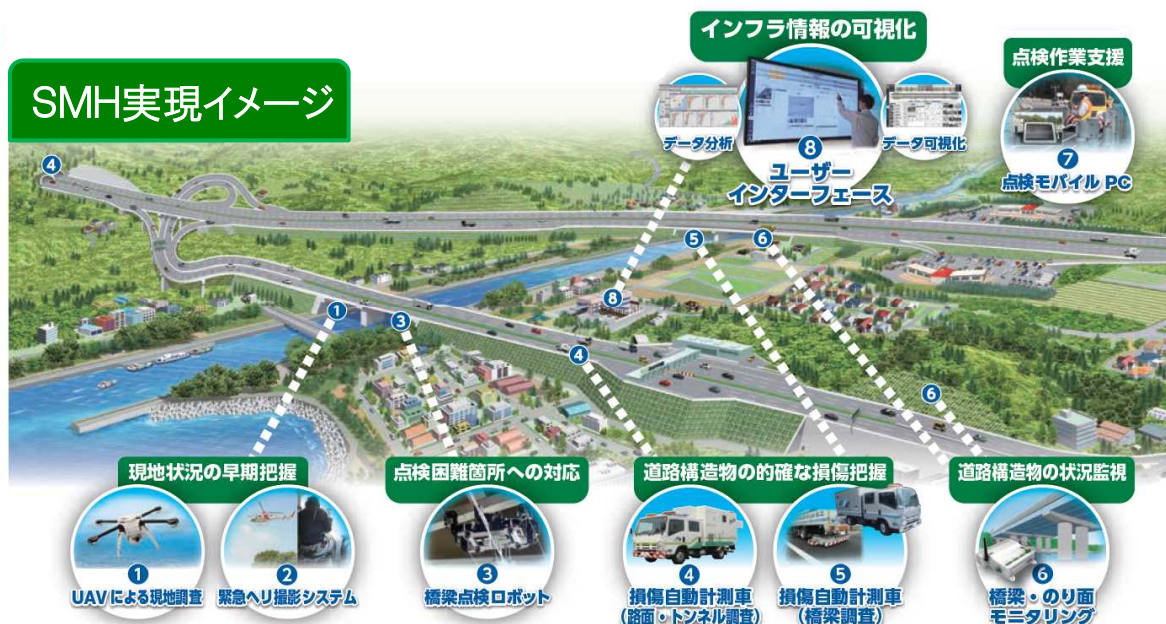 インフラ情報の可視化
点検作業支援
SMH実現イメージ
データ分析
データ可視化
8
ユーザー
インターフェース
7
点検モバイルPC
4
5
6
8
1
3
4
6
現地状況の早期把握
点検困難箇所への対応
道路構造物の的確な損傷把握
道路構造物の状況監視
1
UAVによる現地調査
2
緊急ヘリ撮影システム
3
橋梁点検ロボット
4
損傷自動計測車
(路面・トンネル調査)
5
損傷自動計測車
(橋梁調査)
6
橋梁・のり面
モニタリング